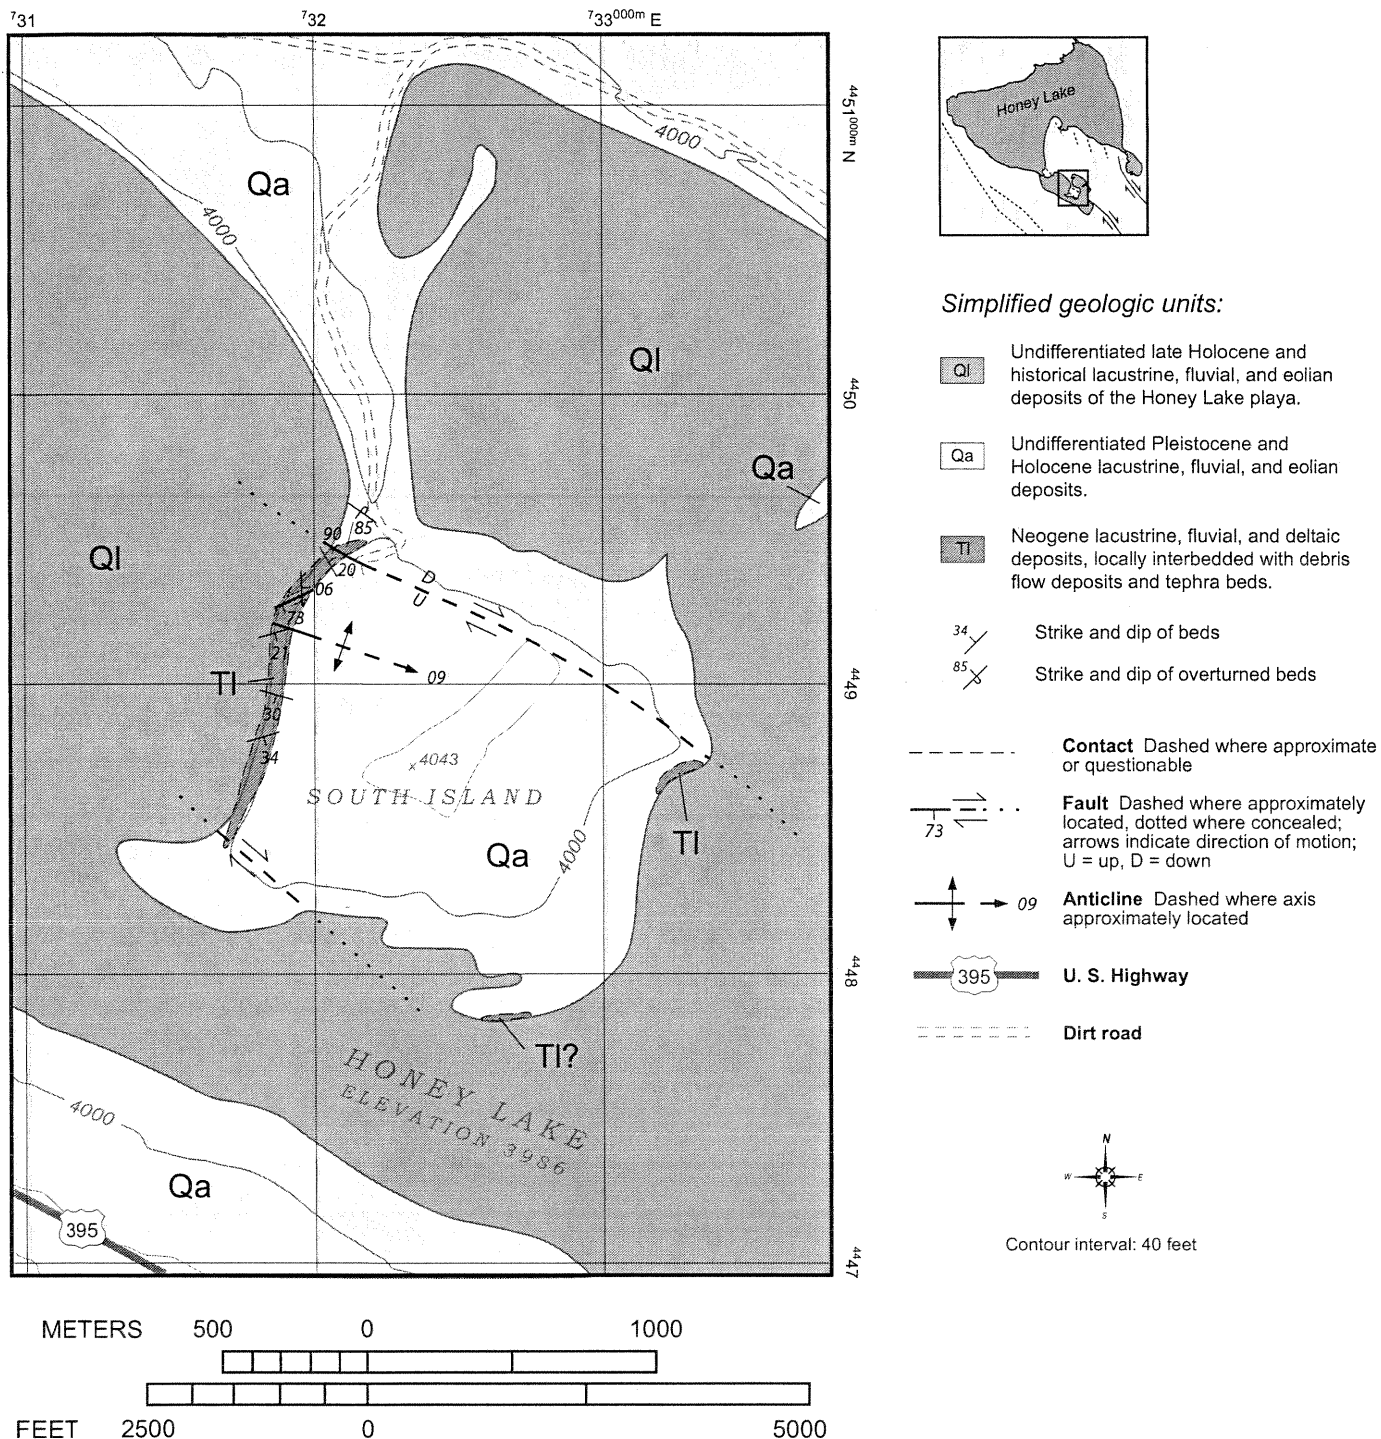 731
732
733000m E
4451000m N
4450
4449
4448
4447
Qa
4000
4000
Ql
Qa
Ql
85
90
20
D
U
06
73
21
09
Tl
30
34
4043
SOUTH ISLAND
Qa
4000
Tl
Tl?
HONEY LAKE
ELEVATION 3986
4000
Qa
395
METERS 500 0 1000
FEET 2500 0 5000
Honey Lake
Simplified geologic units:
Ql
Undifferentiated late Holocene and
historical lacustrine, fluvial, and eolian
deposits of the Honey Lake playa.
Qa
Undifferentiated Pleistocene and
Holocene lacustrine, fluvial, and eolian
deposits.
Tl
Neogene lacustrine, fluvial, and deltaic
deposits, locally interbedded with debris
flow deposits and tephra beds.
34
Strike and dip of beds
85
Strike and dip of overturned beds
Contact Dashed where approximate
or questionable
73
Fault Dashed where approximately
located, dotted where concealed;
arrows indicate direction of motion;
U = up, D = down
09
Anticline Dashed where axis
approximately located
395
U. S. Highway
Dirt road
N
W
E
S
Contour interval: 40 feet